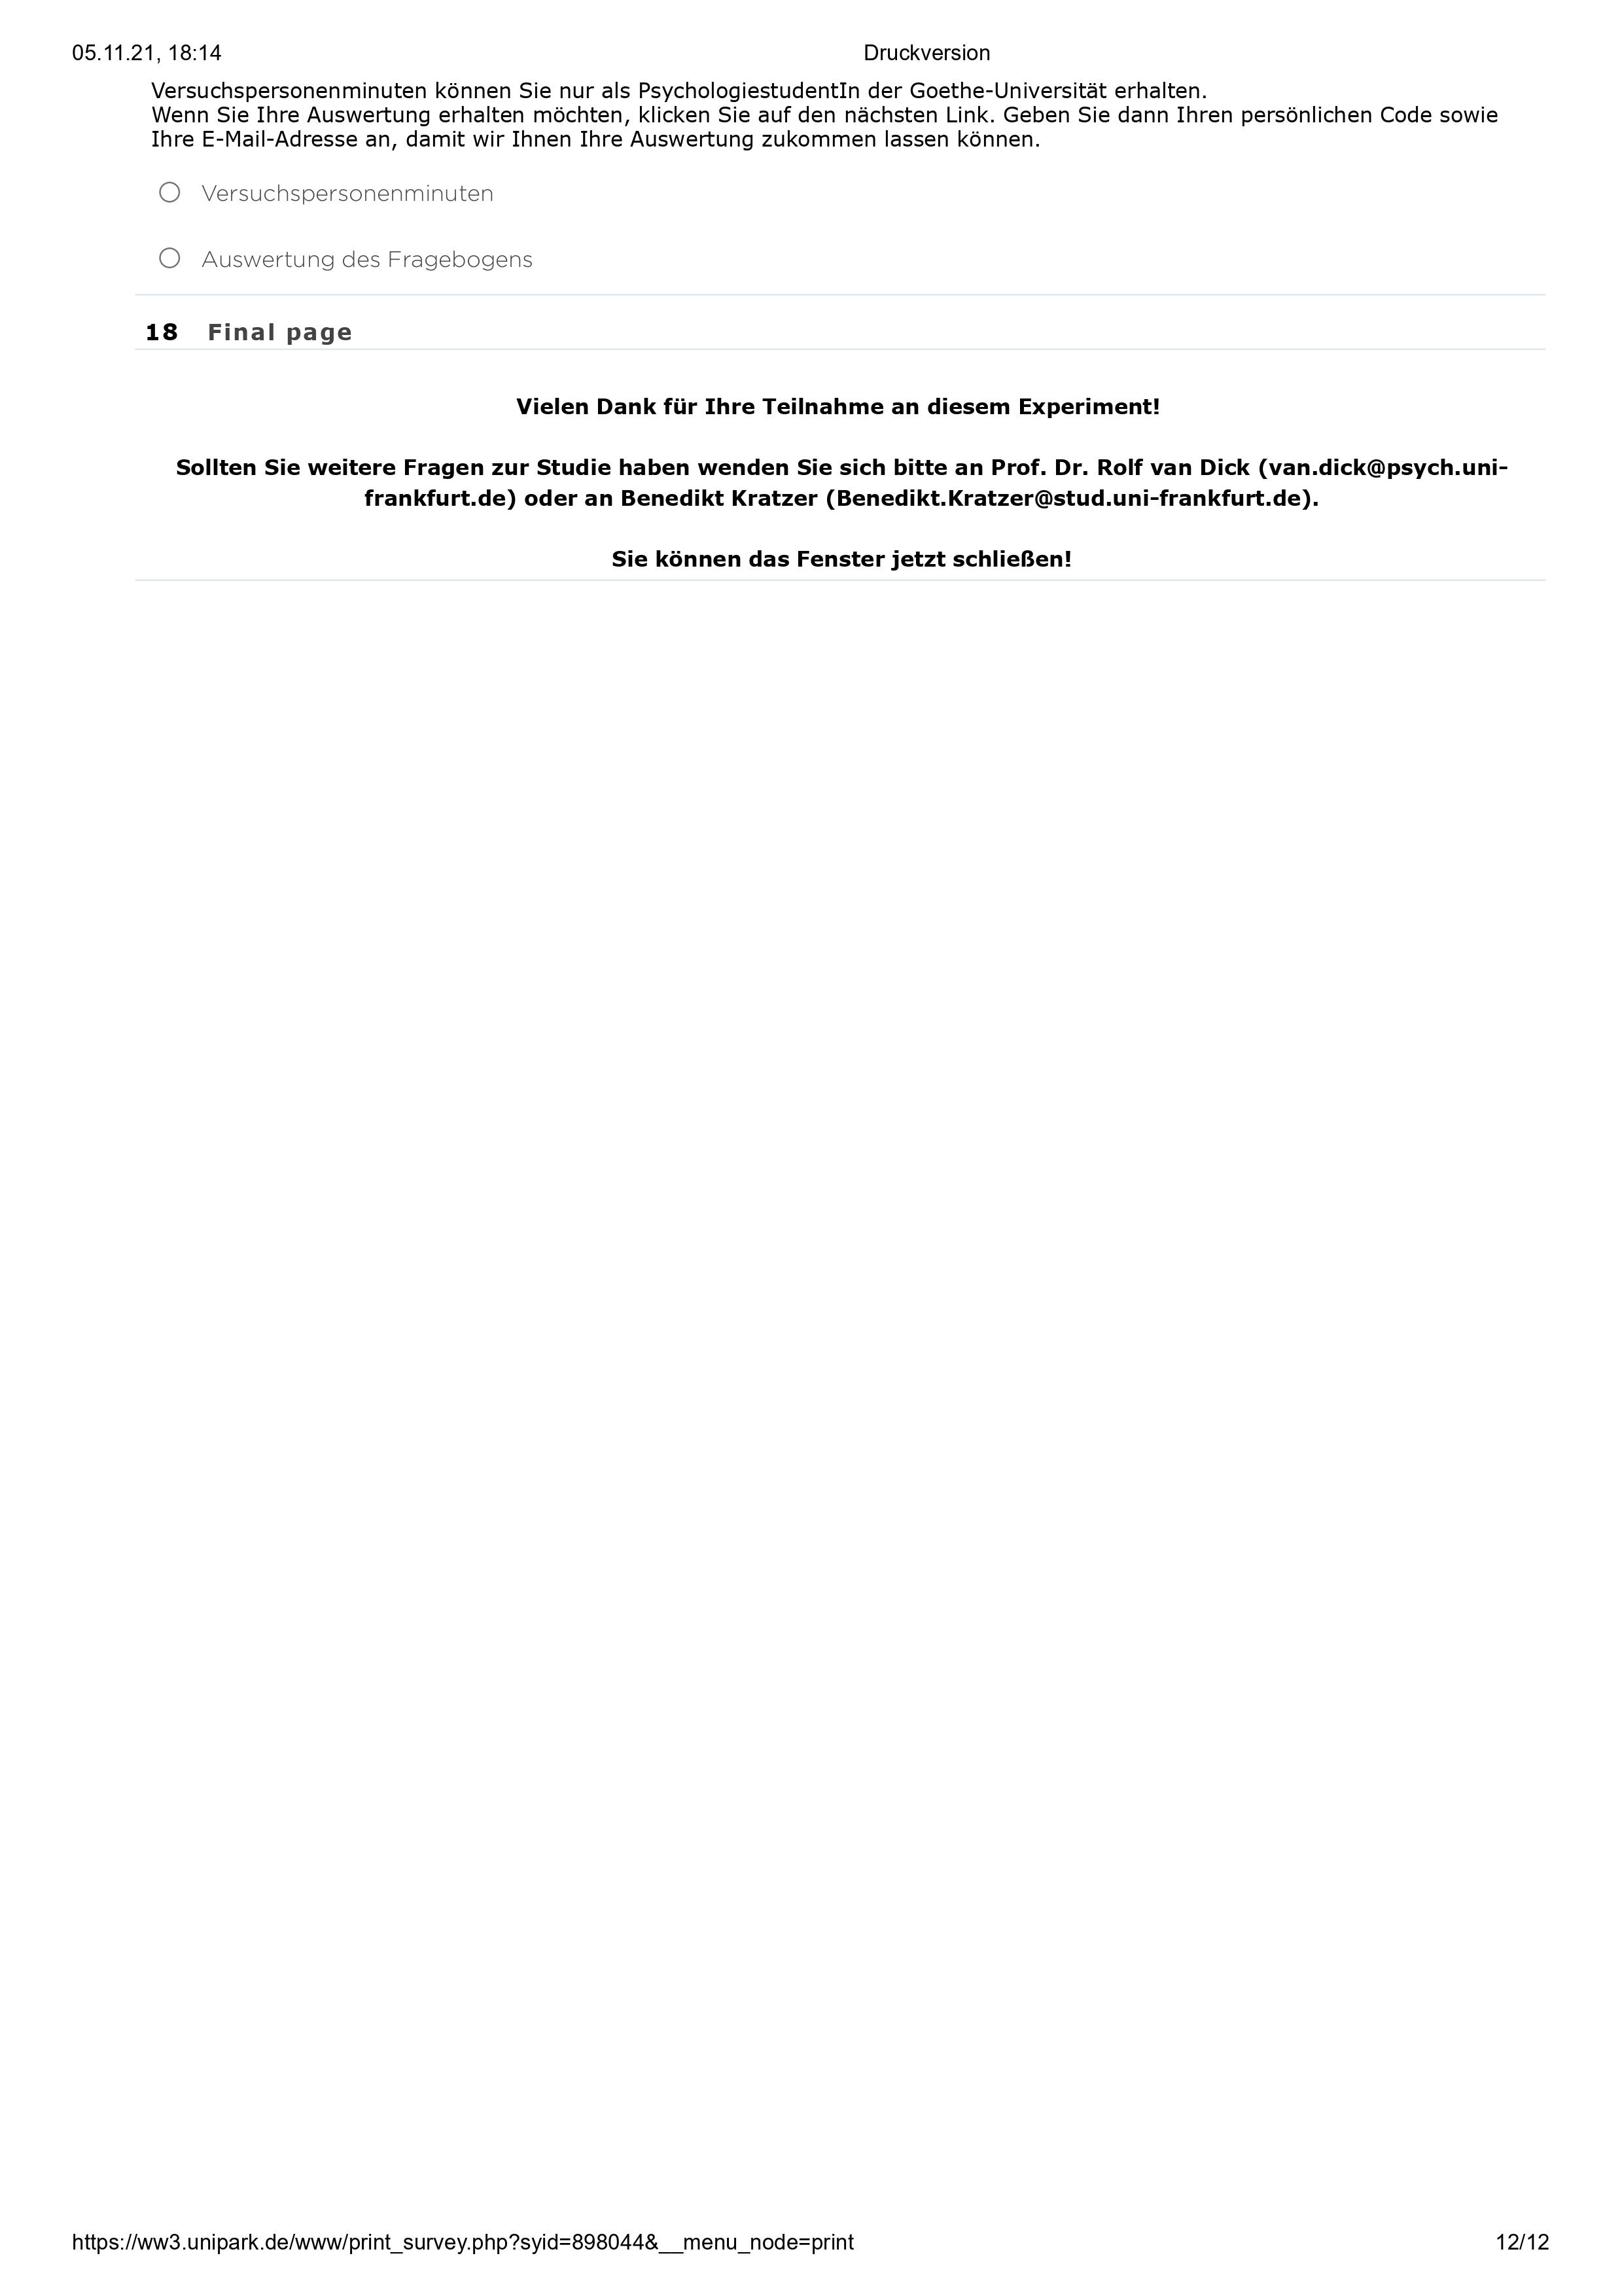 05.11.21, 18:14 Druckversion
Versuchspersonenminuten können Sie nur als PsychologiestudentIn der Goethe-Universität erhalten.
Wenn Sie Ihre Auswertung erhalten möchten, klicken Sie auf den nächsten Link. Geben Sie dann Ihren persönlichen Code sowie
Ihre E-Mail-Adresse an, damit wir Ihnen Ihre Auswertung zukommen lassen können.
Versuchspersonenminuten
Auswertung des Fragebogens
18 Final page
Vielen Dank für Ihre Teilnahme an diesem Experiment!
Sollten Sie weitere Fragen zur Studie haben wenden Sie sich bitte an Prof. Dr. Rolf van Dick (van.dick@psych.uni-
frankfurt.de) oder an Benedikt Kratzer (Benedikt.Kratzer@stud.uni-frankfurt.de).
Sie können das Fenster jetzt schließen!
https://ww3.unipark.de/www/print_survey.php?syid=898044&__menu_node=print 12/12